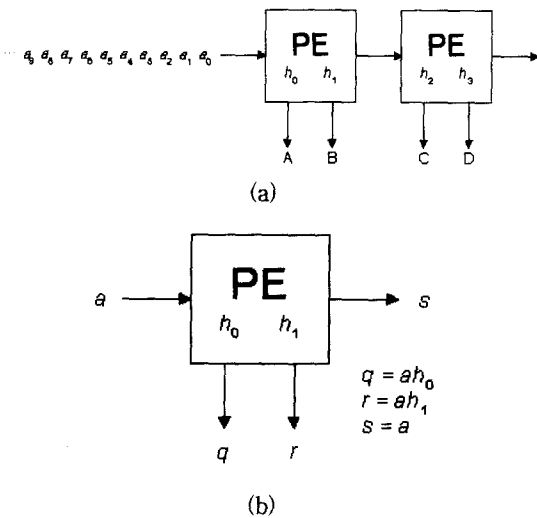 ··· a₉ a₈ a₇ a₆ a₅ a₄ a₃ a₂ a₁ a₀
PE PE
h₀ h₁ h₂ h₃
A B C D
(a)
PE
a s
h₀ h₁
q = ah₀
r = ah₁
s = a
q r
(b)